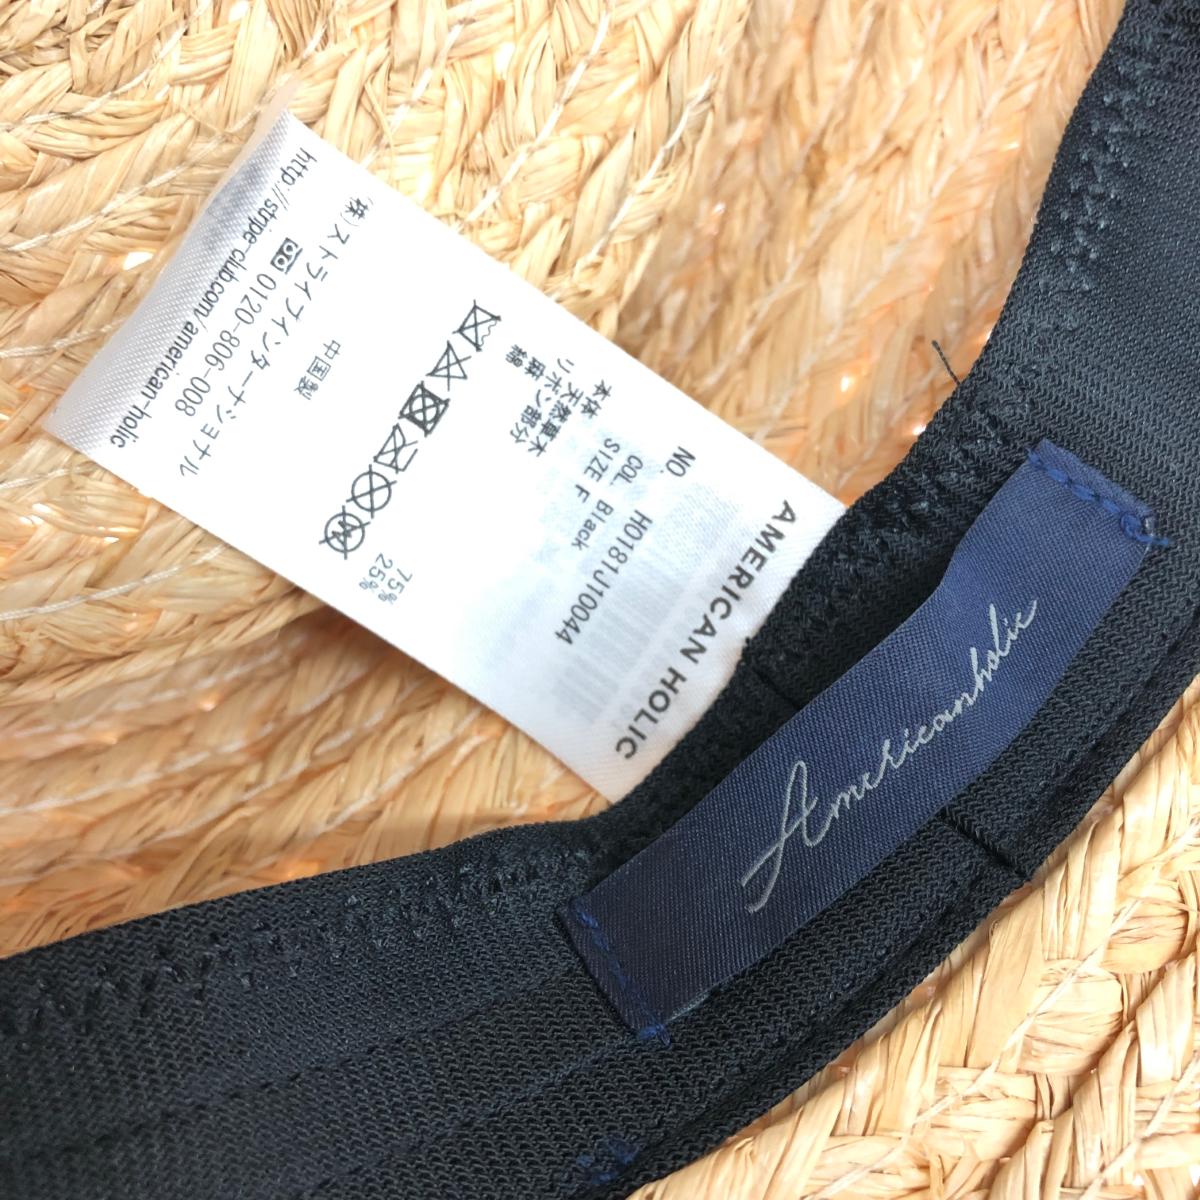 AMERICAN HOLIC
NO. H0181J10044
COL. Black
SIZE F
本体 天然草木
リボン部分
麻 75%
綿 25%
中国製
(株)ストライプインターナショナル
0120-806-008
http://stripe-club.com/american-holic
Americanholic